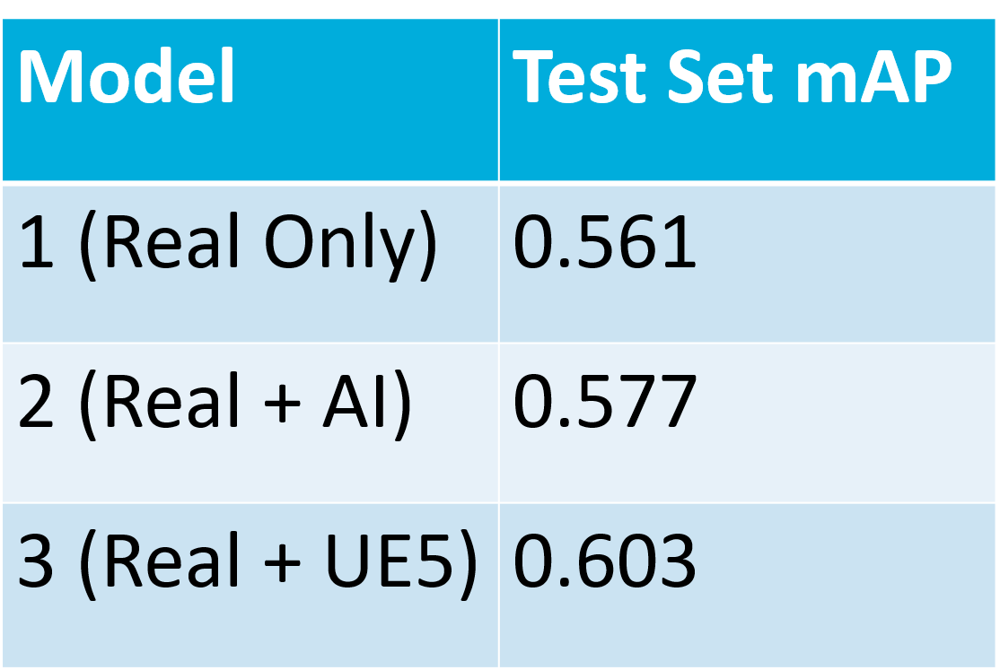 Model Test Set mAP
1 (Real Only) 0.561
2 (Real + AI) 0.577
3 (Real + UE5) 0.603